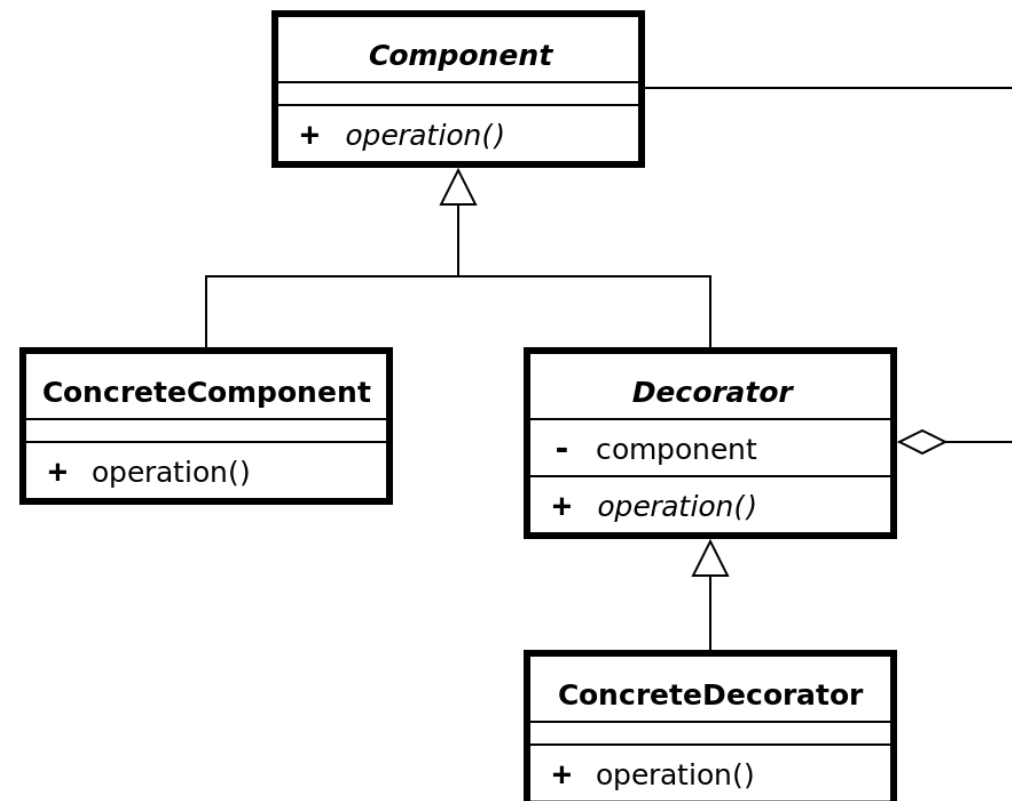 Component
+ operation()
ConcreteComponent
+ operation()
Decorator
- component
+ operation()
ConcreteDecorator
+ operation()